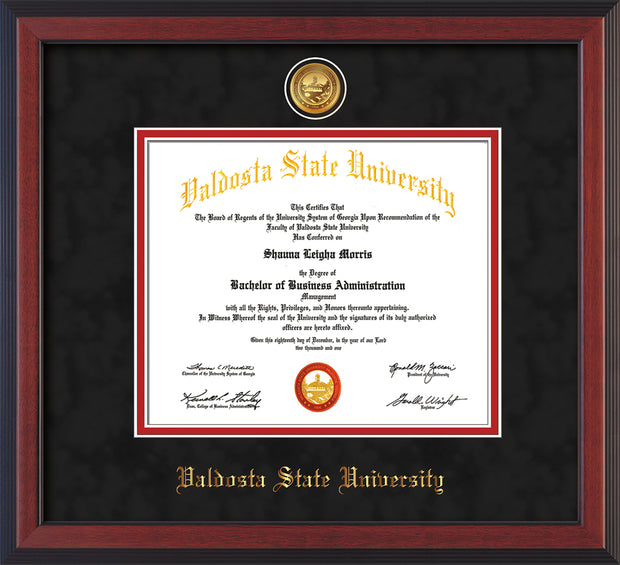 Valdosta State University
This Certifies That
The Board of Regents of the University System of Georgia Upon Recommendation of the
Faculty of Valdosta State University
Has Conferred on
Shauna Leigha Morris
the Degree of
Bachelor of Business Administration
Management
with all the Rights, Privileges, and Honors thereunto appertaining.
In Witness Whereof the seal of the University and the signatures of its duly authorized
officers are hereto affixed.
Given this eighteenth day of December, in the year of our Lord
two thousand and one
Chancellor of the University System of Georgia
President of the University
Dean, College of Business Administration
Registrar
Valdosta State University